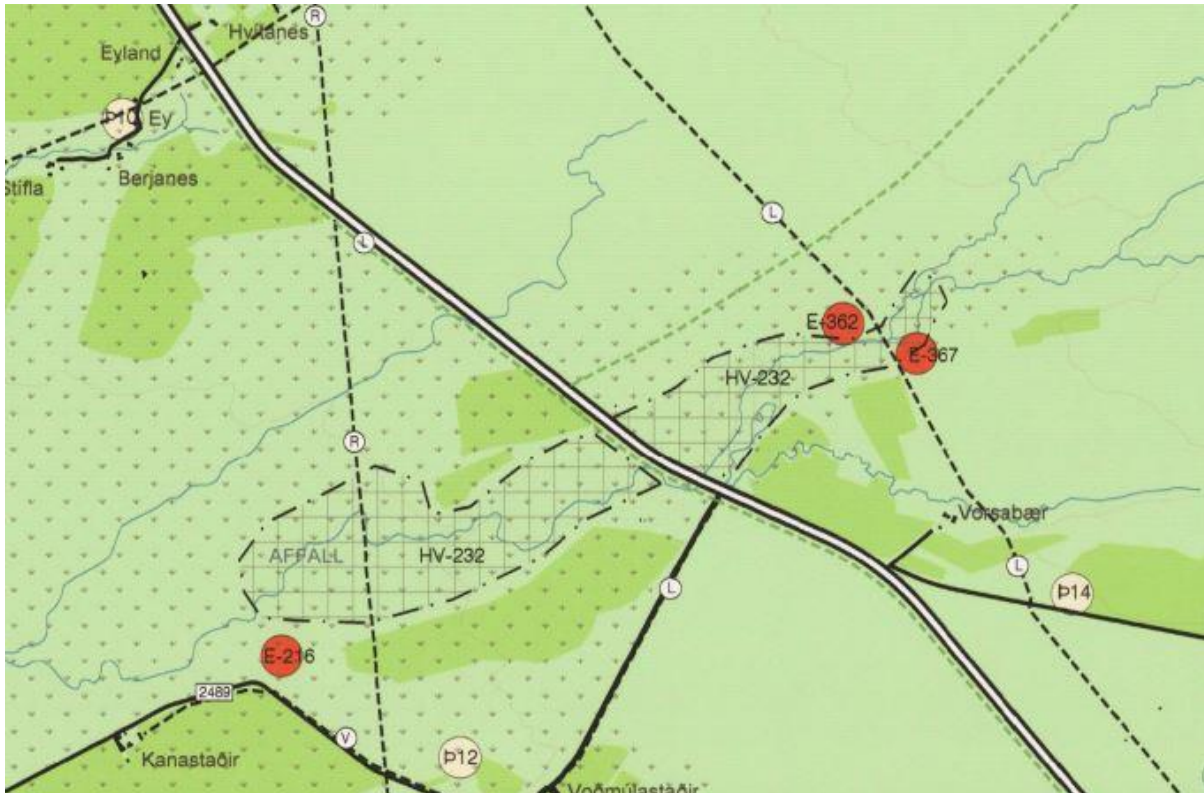 R
Hvítanes
Eyland
Þ10 Ey
Berjanes
Stífla
L
L
E-362
E-367
HV-232
R
AFFALL
HV-232
Vorsabær
L
L
Þ14
E-216
2489
V
Kanastaðir
Þ12
Voðmúlastaðir